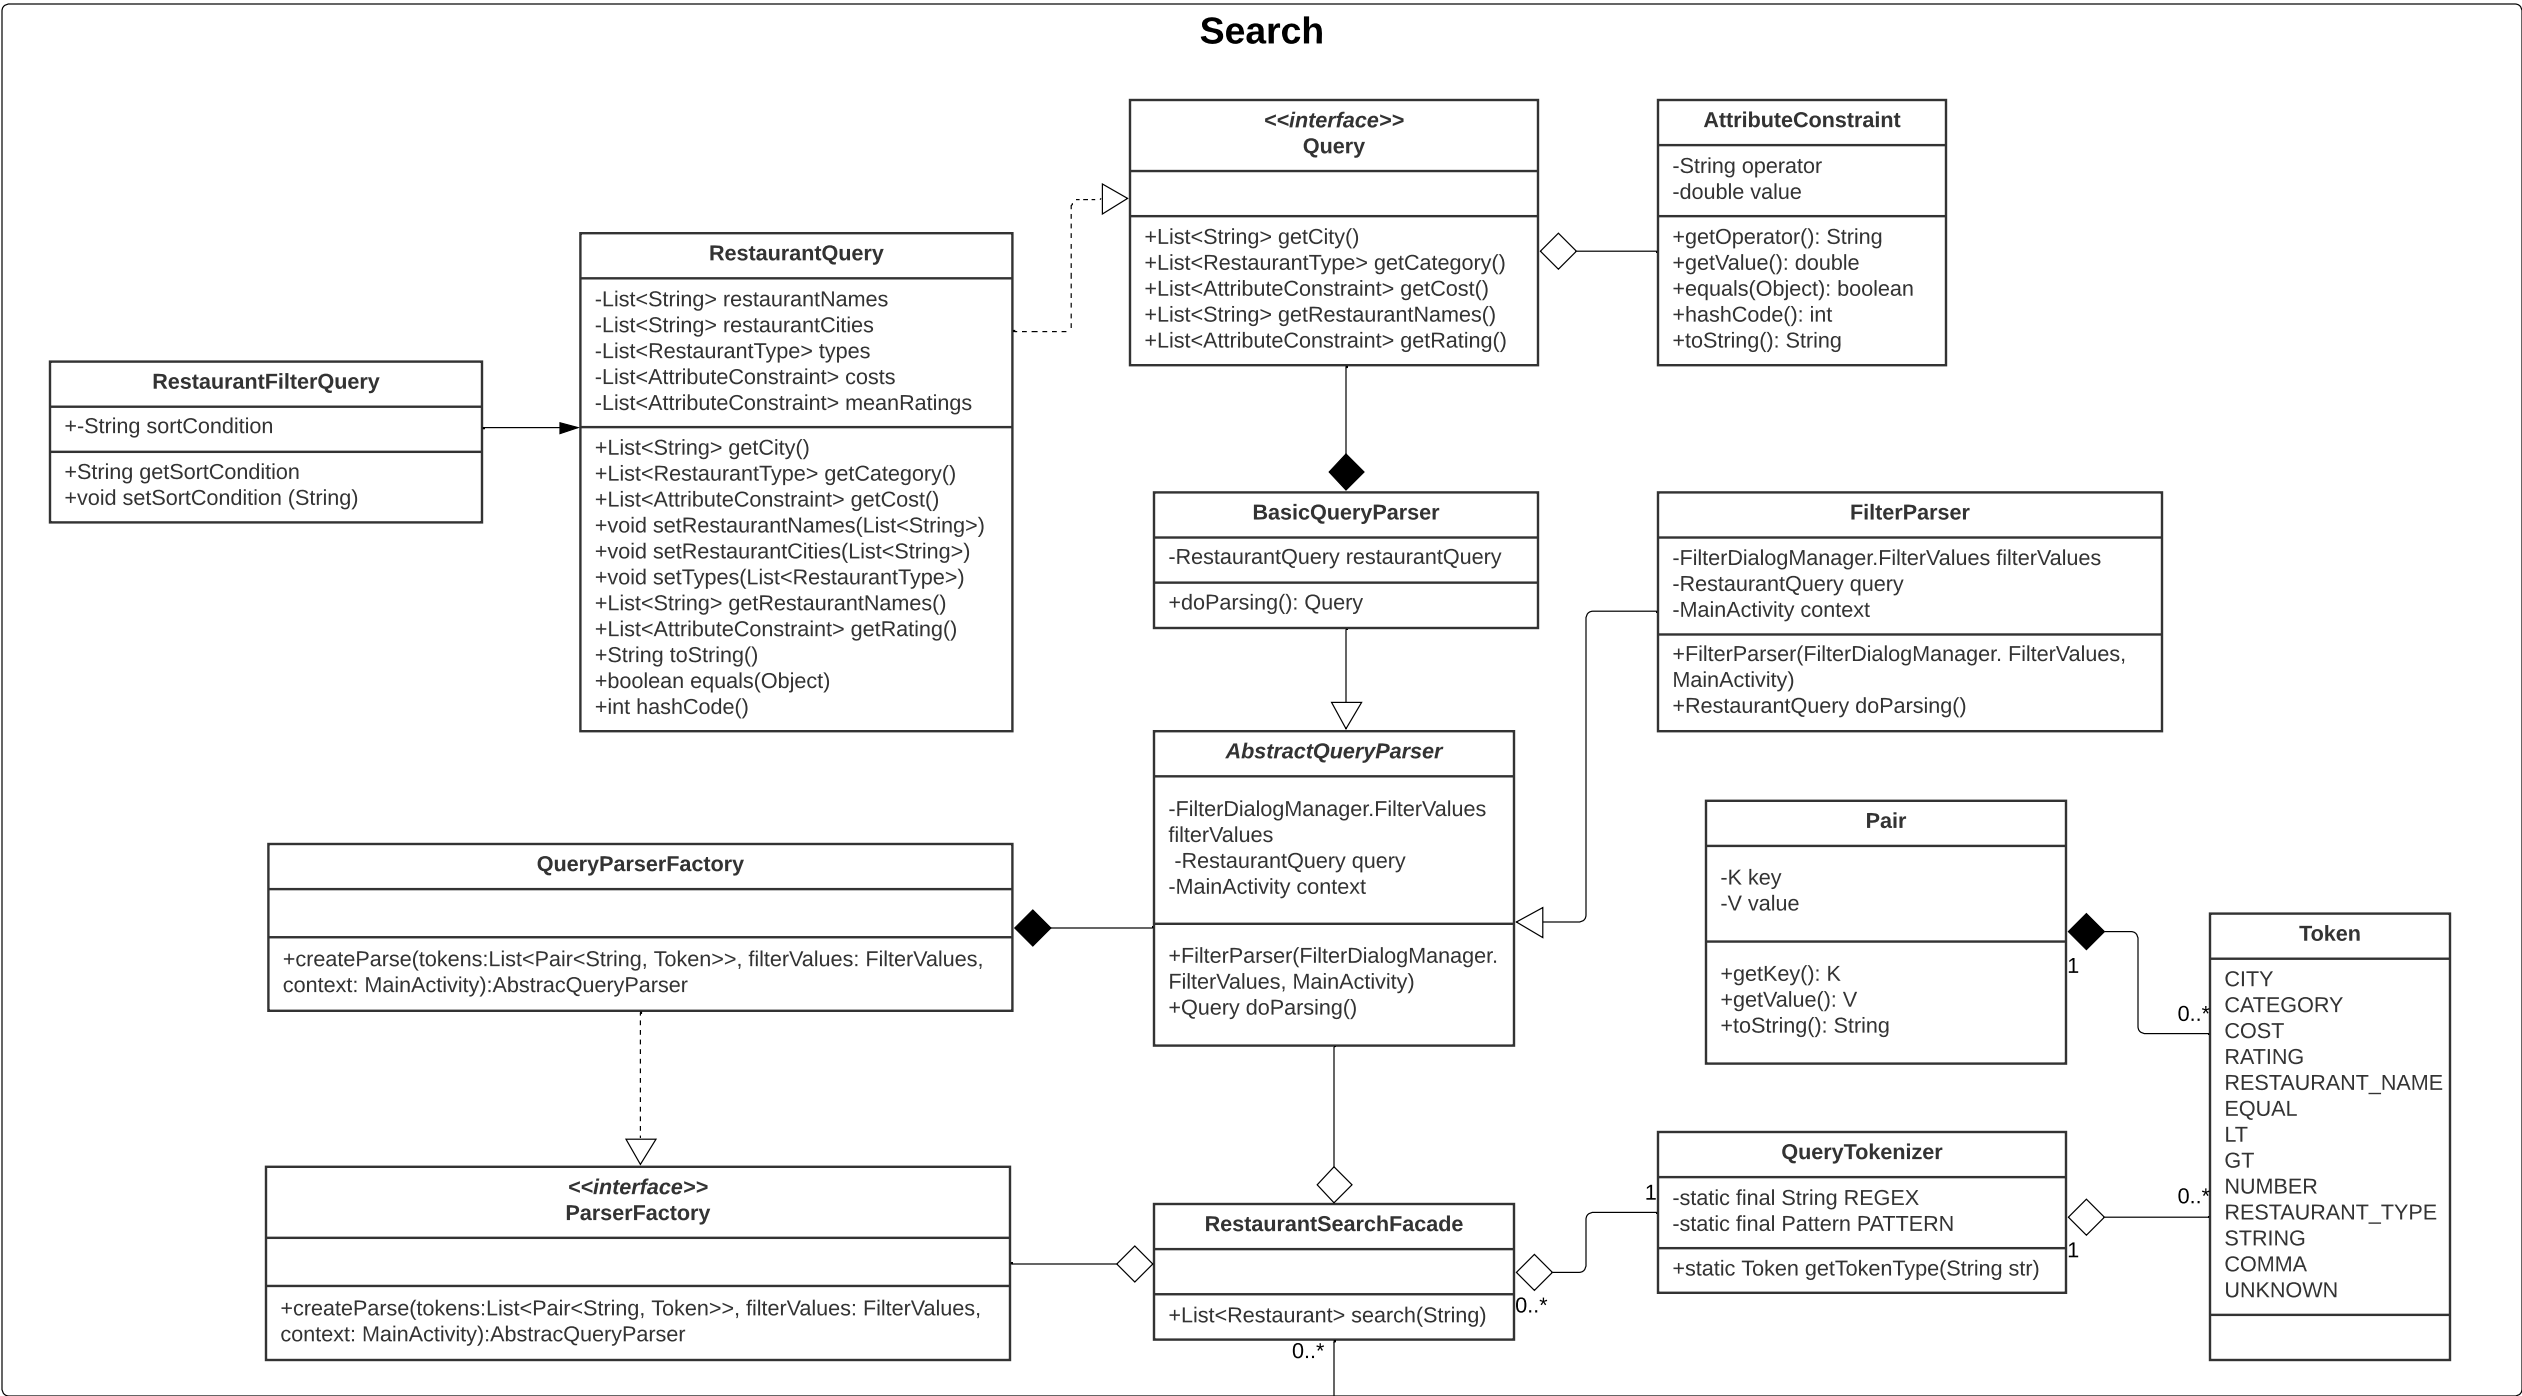 Search
<<interface>>
Query
+List<String> getCity()
+List<RestaurantType> getCategory()
+List<AttributeConstraint> getCost()
+List<String> getRestaurantNames()
+List<AttributeConstraint> getRating()
AttributeConstraint
-String operator
-double value
+getOperator(): String
+getValue(): double
+equals(Object): boolean
+hashCode(): int
+toString(): String
RestaurantQuery
-List<String> restaurantNames
-List<String> restaurantCities
-List<RestaurantType> types
-List<AttributeConstraint> costs
-List<AttributeConstraint> meanRatings
+List<String> getCity()
+List<RestaurantType> getCategory()
+List<AttributeConstraint> getCost()
+void setRestaurantNames(List<String>)
+void setRestaurantCities(List<String>)
+void setTypes(List<RestaurantType>)
+List<String> getRestaurantNames()
+List<AttributeConstraint> getRating()
+String toString()
+boolean equals(Object)
+int hashCode()
RestaurantFilterQuery
+-String sortCondition
+String getSortCondition
+void setSortCondition (String)
BasicQueryParser
-RestaurantQuery restaurantQuery
+doParsing(): Query
FilterParser
-FilterDialogManager.FilterValues filterValues
-RestaurantQuery query
-MainActivity context
+FilterParser(FilterDialogManager. FilterValues,
MainActivity)
+RestaurantQuery doParsing()
AbstractQueryParser
-FilterDialogManager.FilterValues
filterValues
-RestaurantQuery query
-MainActivity context
+FilterParser(FilterDialogManager.
FilterValues, MainActivity)
+Query doParsing()
Pair
-K key
-V value
+getKey(): K
+getValue(): V
+toString(): String
1
0..*
QueryParserFactory
+createParse(tokens:List<Pair<String, Token>>, filterValues: FilterValues,
context: MainActivity):AbstracQueryParser
Token
CITY
CATEGORY
COST
RATING
RESTAURANT_NAME
EQUAL
LT
GT
NUMBER
RESTAURANT_TYPE
STRING
COMMA
UNKNOWN
<<interface>>
ParserFactory
+createParse(tokens:List<Pair<String, Token>>, filterValues: FilterValues,
context: MainActivity):AbstracQueryParser
RestaurantSearchFacade
+List<Restaurant> search(String)
0..*
0..*
1
QueryTokenizer
-static final String REGEX
-static final Pattern PATTERN
+static Token getTokenType(String str)
1
0..*